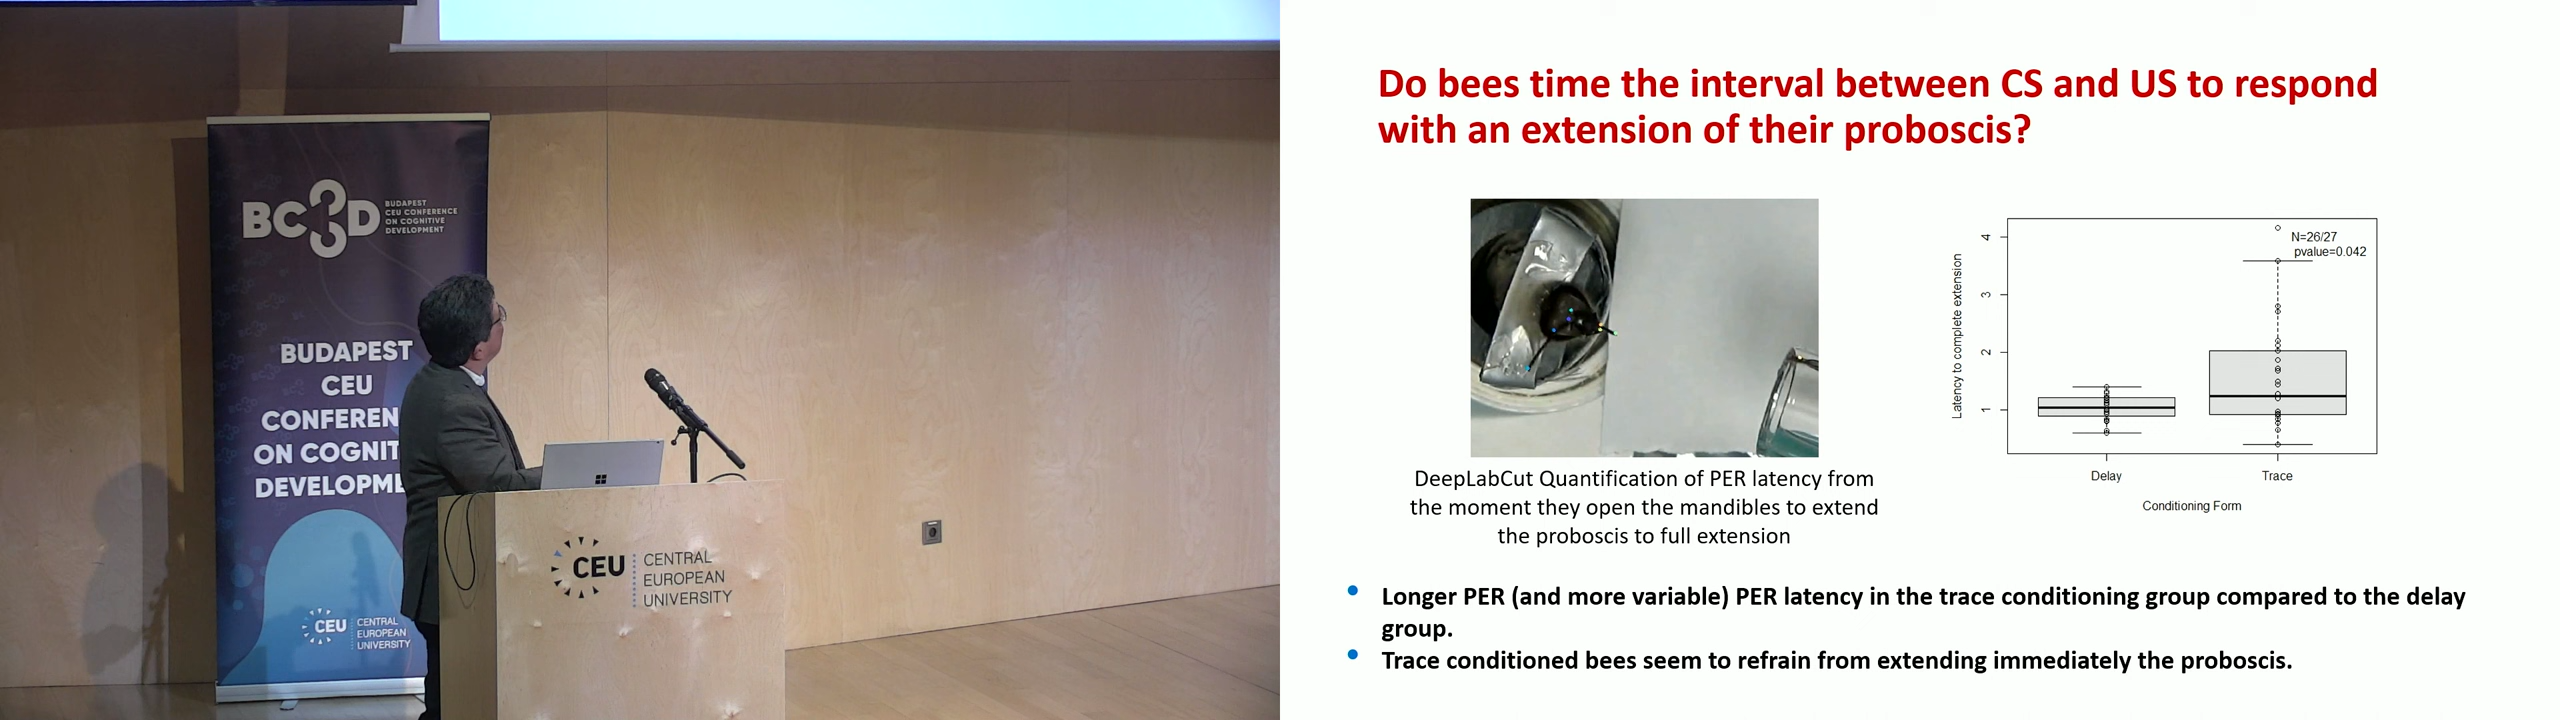 BC3D
BUDAPEST
CEU CONFERENCE
ON COGNITIVE
DEVELOPMENT
BUDAPEST
CEU
CONFEREN
ON COGNIT
DEVELOPME
CEU
CENTRAL
EUROPEAN
UNIVERSITY
CEU
CENTRAL
EUROPEAN
UNIVERSITY
Do bees time the interval between CS and US to respond
with an extension of their proboscis?
DeepLabCut Quantification of PER latency from
the moment they open the mandibles to extend
the proboscis to full extension
Latency to complete extension
4
3
2
1
N=26/27
pvalue=0.042
Delay
Trace
Conditioning Form
Longer PER (and more variable) PER latency in the trace conditioning group compared to the delay
group.
Trace conditioned bees seem to refrain from extending immediately the proboscis.